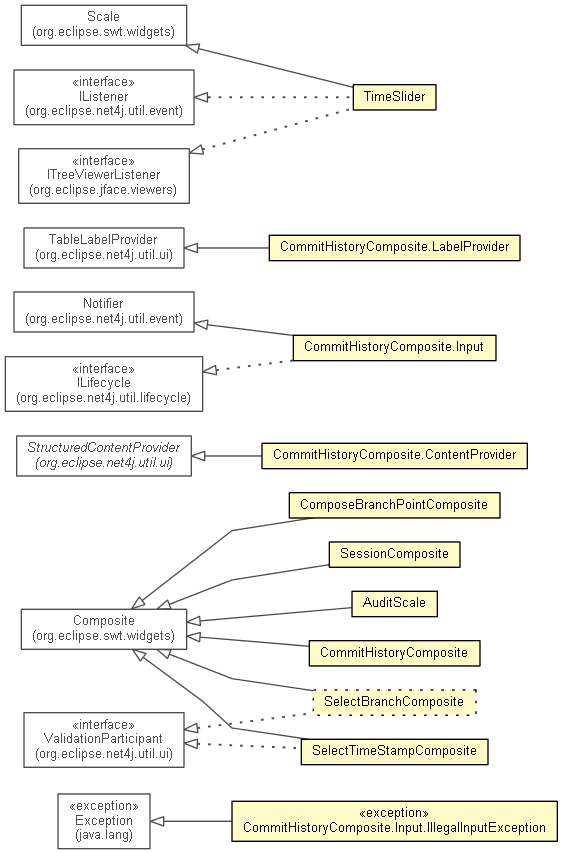 Scale
(org.eclipse.swt.widgets)
«interface»
IListener
(org.eclipse.net4j.util.event)
TimeSlider
«interface»
ITreeViewerListener
(org.eclipse.jface.viewers)
TableLabelProvider
(org.eclipse.net4j.util.ui)
CommitHistoryComposite.LabelProvider
Notifier
(org.eclipse.net4j.util.event)
CommitHistoryComposite.Input
«interface»
ILifecycle
(org.eclipse.net4j.util.lifecycle)
StructuredContentProvider
(org.eclipse.net4j.util.ui)
CommitHistoryComposite.ContentProvider
ComposeBranchPointComposite
SessionComposite
AuditScale
Composite
(org.eclipse.swt.widgets)
CommitHistoryComposite
SelectBranchComposite
«interface»
ValidationParticipant
(org.eclipse.net4j.util.ui)
SelectTimeStampComposite
«exception»
Exception
(java.lang)
«exception»
CommitHistoryComposite.Input.IllegalInputException